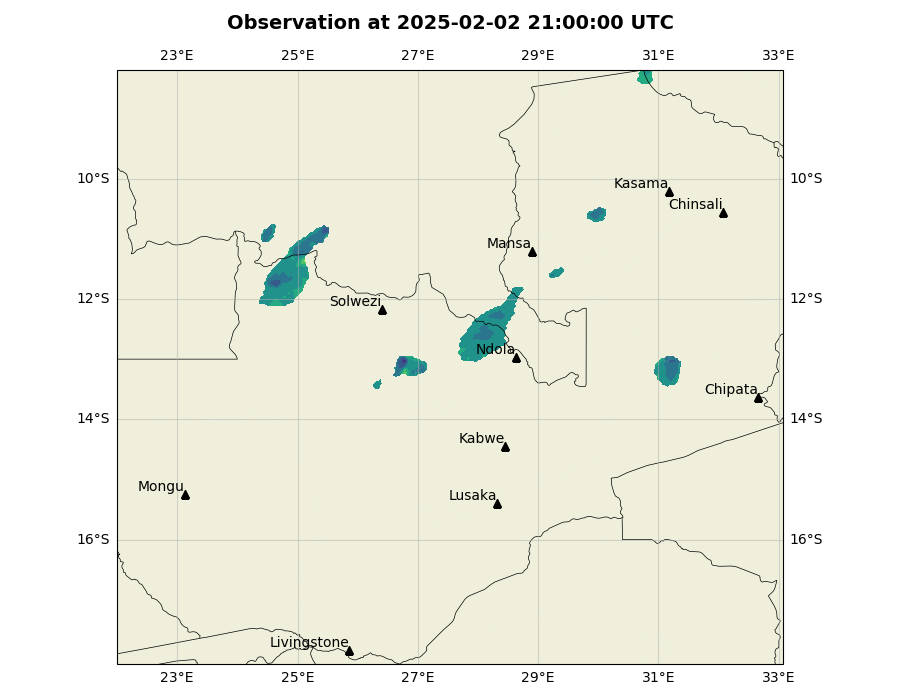 Observation at 2025-02-02 21:00:00 UTC
23°E 25°E 27°E 29°E 31°E 33°E
10°S 10°S
Kasama
Chinsali
Mansa
12°S 12°S
Solwezi
Ndola
Chipata
14°S 14°S
Kabwe
Mongu
Lusaka
16°S 16°S
Livingstone
23°E 25°E 27°E 29°E 31°E 33°E